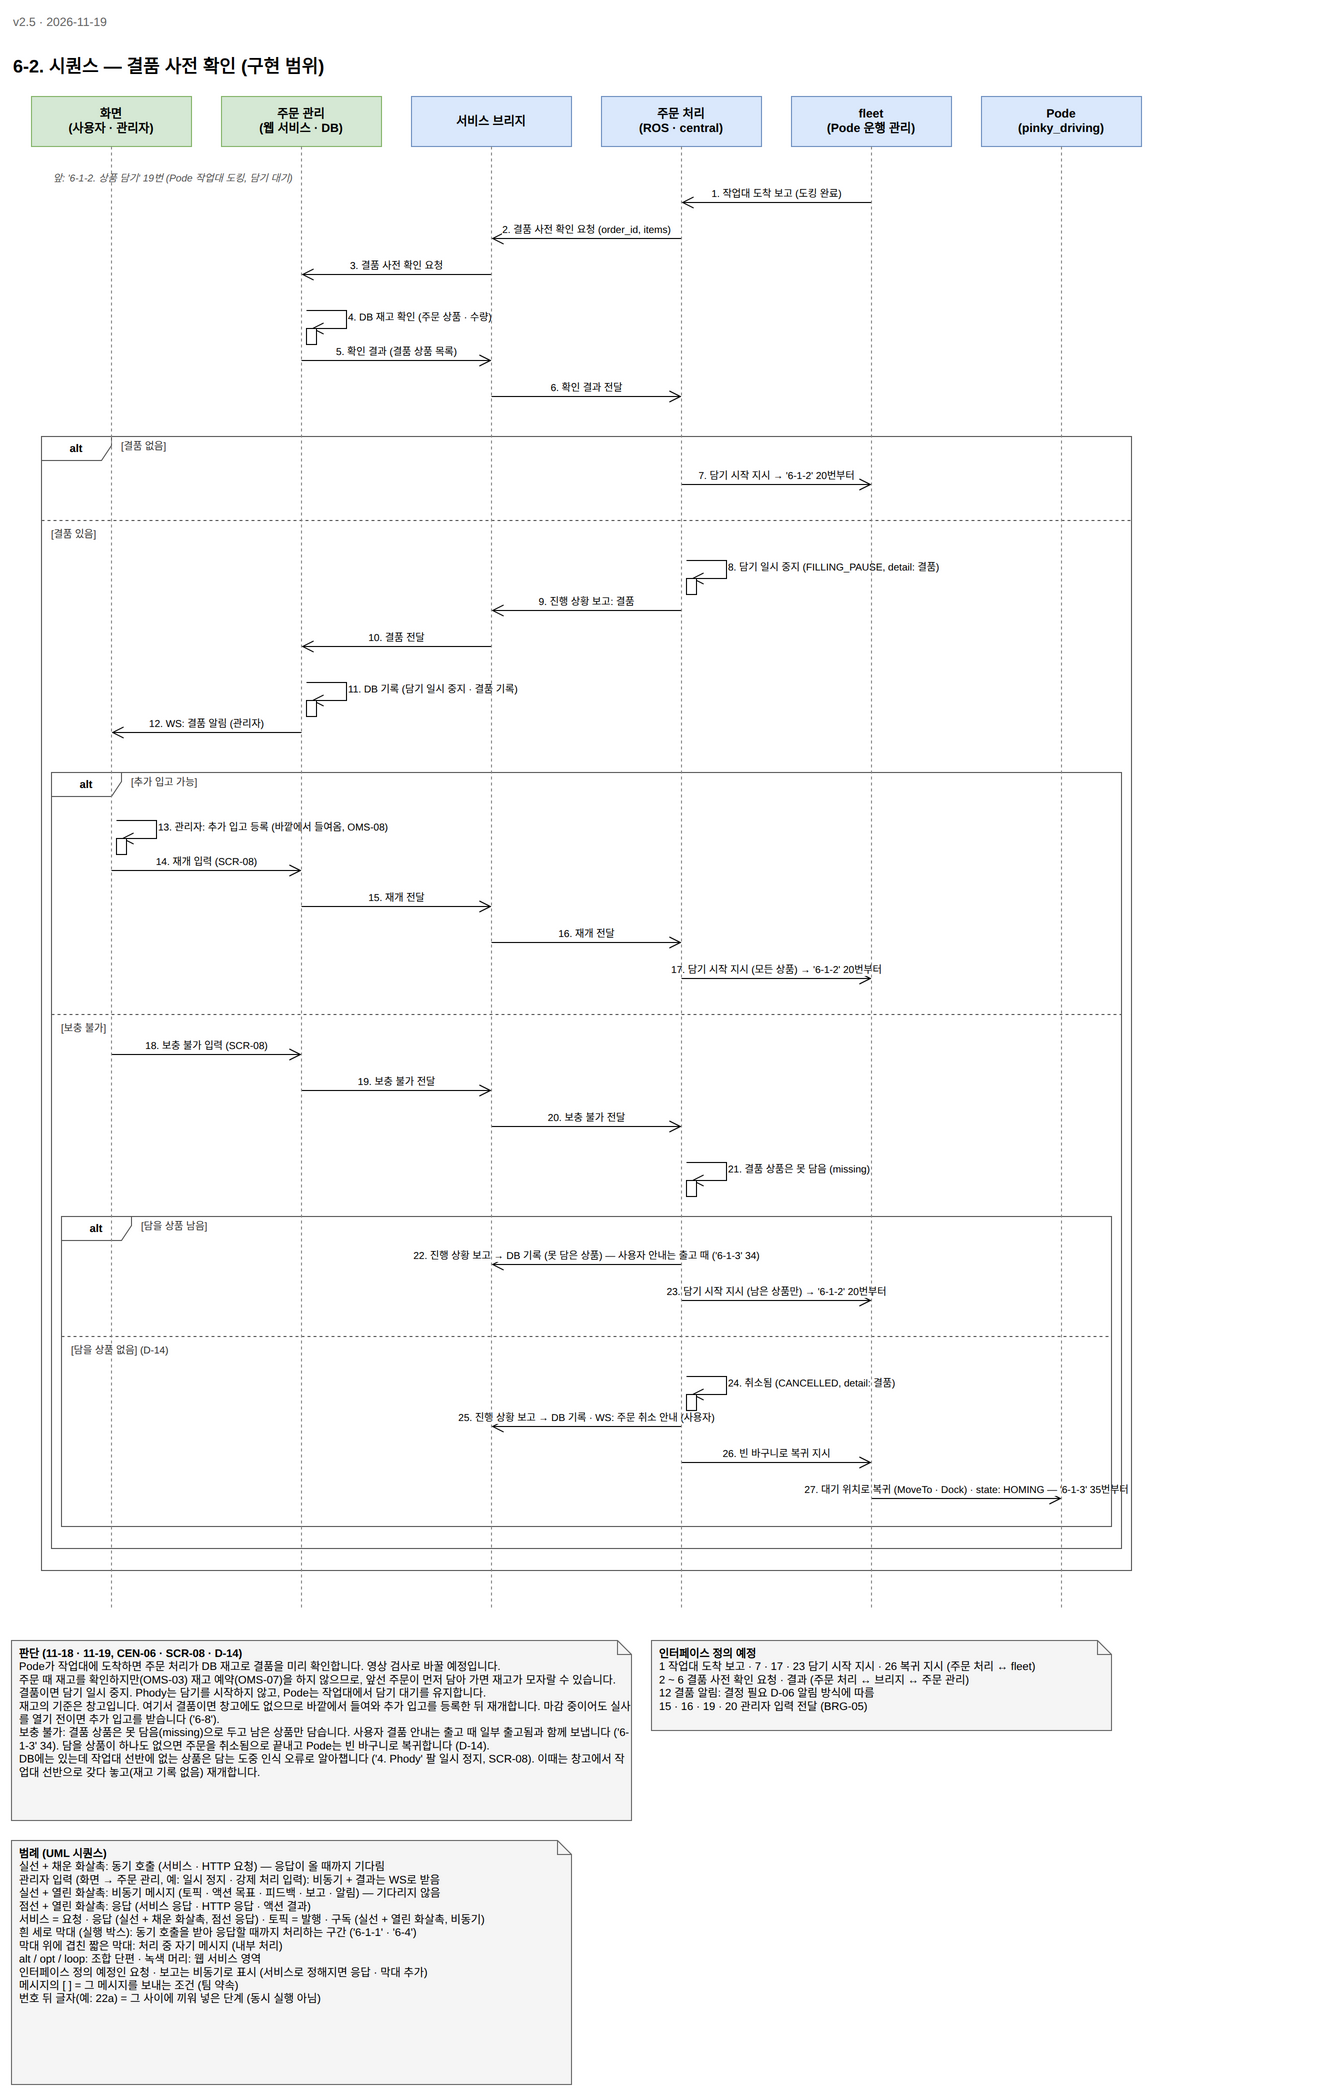 v2.5 · 2026-11-19
6-2. 시퀀스 — 결품 사전 확인 (구현 범위)
화면
(사용자 · 관리자)
주문 관리
(웹 서비스 · DB)
서비스 브리지
주문 처리
(ROS · central)
fleet
(Pode 운행 관리)
Pode
(pinky_driving)
앞: '6-1-2. 상품 담기' 19번 (Pode 작업대 도킹, 담기 대기)
1. 작업대 도착 보고 (도킹 완료)
2. 결품 사전 확인 요청 (order_id, items)
3. 결품 사전 확인 요청
4. DB 재고 확인 (주문 상품 · 수량)
5. 확인 결과 (결품 상품 목록)
6. 확인 결과 전달
alt
[결품 없음]
7. 담기 시작 지시 → '6-1-2' 20번부터
[결품 있음]
8. 담기 일시 중지 (FILLING_PAUSE, detail: 결품)
9. 진행 상황 보고: 결품
10. 결품 전달
11. DB 기록 (담기 일시 중지 · 결품 기록)
12. WS: 결품 알림 (관리자)
alt
[추가 입고 가능]
13. 관리자: 추가 입고 등록 (바깥에서 들여옴, OMS-08)
14. 재개 입력 (SCR-08)
15. 재개 전달
16. 재개 전달
17. 담기 시작 지시 (모든 상품) → '6-1-2' 20번부터
[보충 불가]
18. 보충 불가 입력 (SCR-08)
19. 보충 불가 전달
20. 보충 불가 전달
21. 결품 상품은 못 담음 (missing)
alt
[담을 상품 남음]
22. 진행 상황 보고 → DB 기록 (못 담은 상품) — 사용자 안내는 출고 때 ('6-1-3' 34)
23. 담기 시작 지시 (남은 상품만) → '6-1-2' 20번부터
[담을 상품 없음] (D-14)
24. 취소됨 (CANCELLED, detail: 결품)
25. 진행 상황 보고 → DB 기록 · WS: 주문 취소 안내 (사용자)
26. 빈 바구니로 복귀 지시
27. 대기 위치로 복귀 (MoveTo · Dock) · state: HOMING — '6-1-3' 35번부터
판단 (11-18 · 11-19, CEN-06 · SCR-08 · D-14)
Pode가 작업대에 도착하면 주문 처리가 DB 재고로 결품을 미리 확인합니다. 영상 검사로 바꿀 예정입니다.
주문 때 재고를 확인하지만(OMS-03) 재고 예약(OMS-07)을 하지 않으므로, 앞선 주문이 먼저 담아 가면 재고가 모자랄 수 있습니다.
결품이면 담기 일시 중지. Phody는 담기를 시작하지 않고, Pode는 작업대에서 담기 대기를 유지합니다.
재고의 기준은 창고입니다. 여기서 결품이면 창고에도 없으므로 바깥에서 들여와 추가 입고를 등록한 뒤 재개합니다. 마감 중이어도 실사
를 열기 전이면 추가 입고를 받습니다 ('6-8').
보충 불가: 결품 상품은 못 담음(missing)으로 두고 남은 상품만 담습니다. 사용자 결품 안내는 출고 때 일부 출고됨과 함께 보냅니다 ('6-
1-3' 34). 담을 상품이 하나도 없으면 주문을 취소됨으로 끝내고 Pode는 빈 바구니로 복귀합니다 (D-14).
DB에는 있는데 작업대 선반에 없는 상품은 담는 도중 인식 오류로 알아챕니다 ('4. Phody' 팔 일시 정지, SCR-08). 이때는 창고에서 작
업대 선반으로 갖다 놓고(재고 기록 없음) 재개합니다.
인터페이스 정의 예정
1 작업대 도착 보고 · 7 · 17 · 23 담기 시작 지시 · 26 복귀 지시 (주문 처리 ↔ fleet)
2 ~ 6 결품 사전 확인 요청 · 결과 (주문 처리 ↔ 브리지 ↔ 주문 관리)
12 결품 알림: 결정 필요 D-06 알림 방식에 따름
15 · 16 · 19 · 20 관리자 입력 전달 (BRG-05)
범례 (UML 시퀀스)
실선 + 채운 화살촉: 동기 호출 (서비스 · HTTP 요청) — 응답이 올 때까지 기다림
관리자 입력 (화면 → 주문 관리, 예: 일시 정지 · 강제 처리 입력): 비동기 + 결과는 WS로 받음
실선 + 열린 화살촉: 비동기 메시지 (토픽 · 액션 목표 · 피드백 · 보고 · 알림) — 기다리지 않음
점선 + 열린 화살촉: 응답 (서비스 응답 · HTTP 응답 · 액션 결과)
서비스 = 요청 · 응답 (실선 + 채운 화살촉, 점선 응답) · 토픽 = 발행 · 구독 (실선 + 열린 화살촉, 비동기)
흰 세로 막대 (실행 박스): 동기 호출을 받아 응답할 때까지 처리하는 구간 ('6-1-1' · '6-4')
막대 위에 겹친 짧은 막대: 처리 중 자기 메시지 (내부 처리)
alt / opt / loop: 조합 단편 · 녹색 머리: 웹 서비스 영역
인터페이스 정의 예정인 요청 · 보고는 비동기로 표시 (서비스로 정해지면 응답 · 막대 추가)
메시지의 [ ] = 그 메시지를 보내는 조건 (팀 약속)
번호 뒤 글자(예: 22a) = 그 사이에 끼워 넣은 단계 (동시 실행 아님)